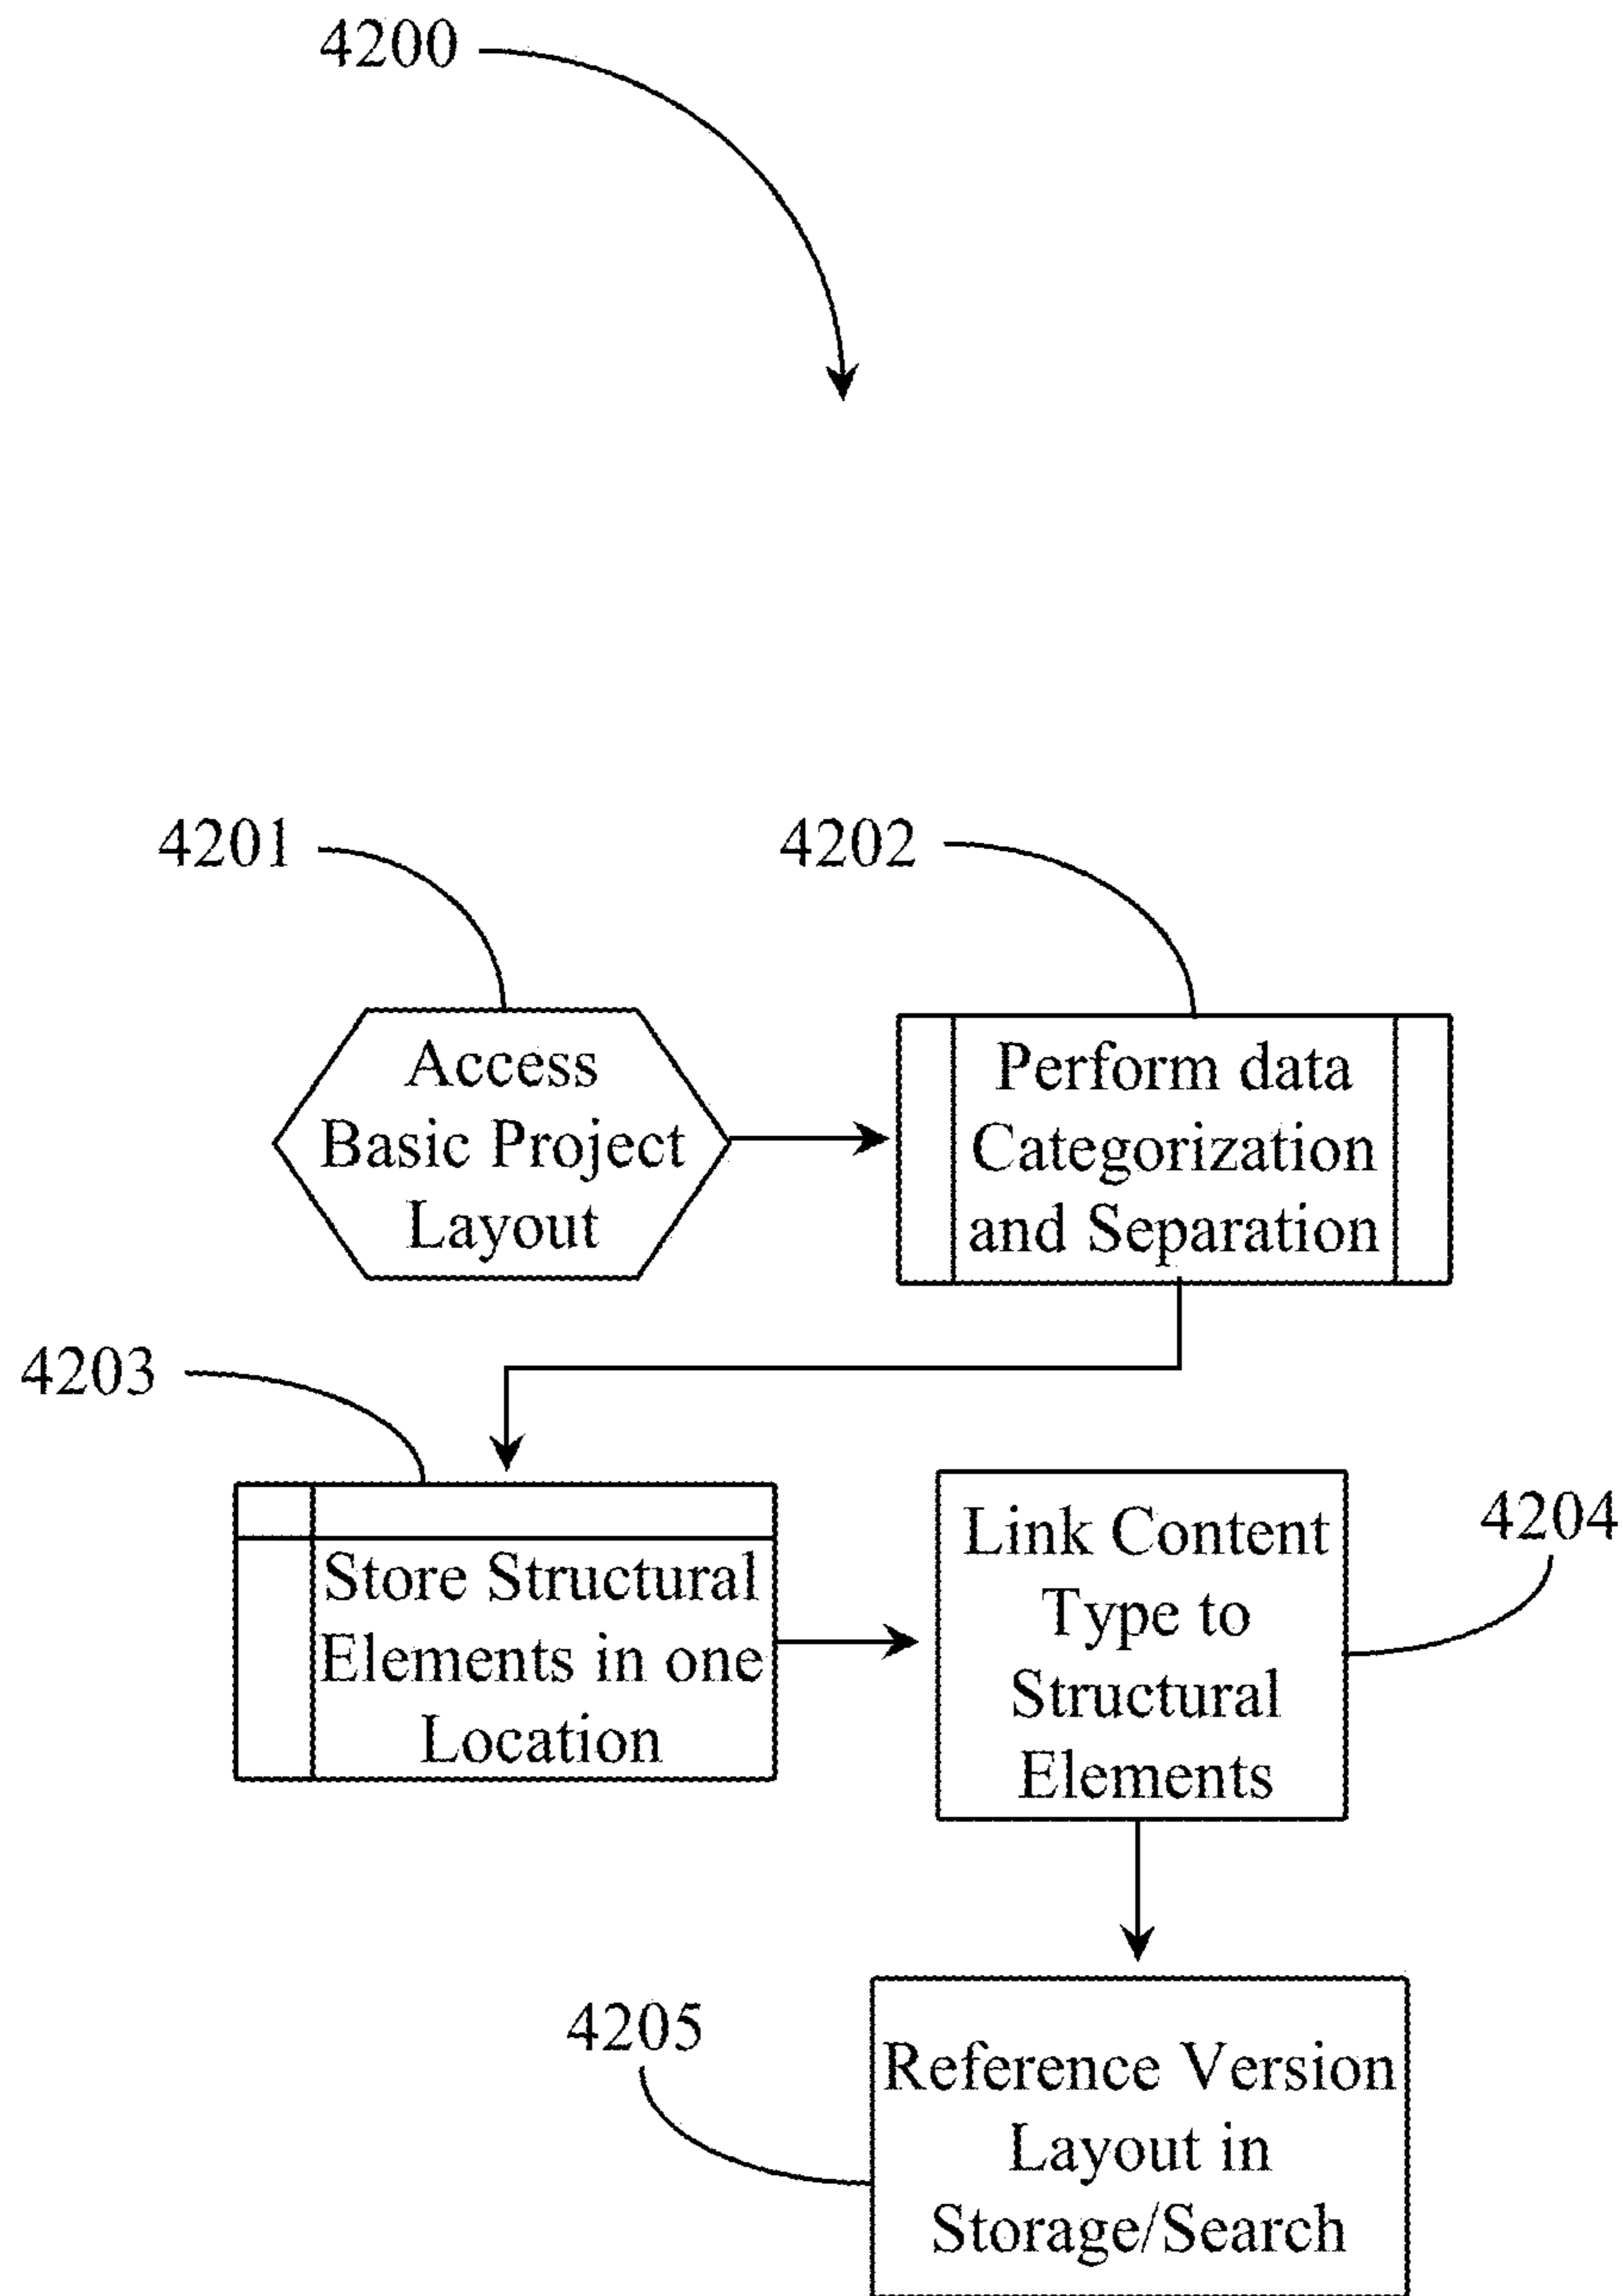 4200
4201
4202
Access
Basic Project
Layout
Perform data
Categorization
and Separation
4203
Store Structural
Elements in one
Location
Link Content
Type to
Structural
Elements
4204
4205
Reference Version
Layout in
Storage/Search